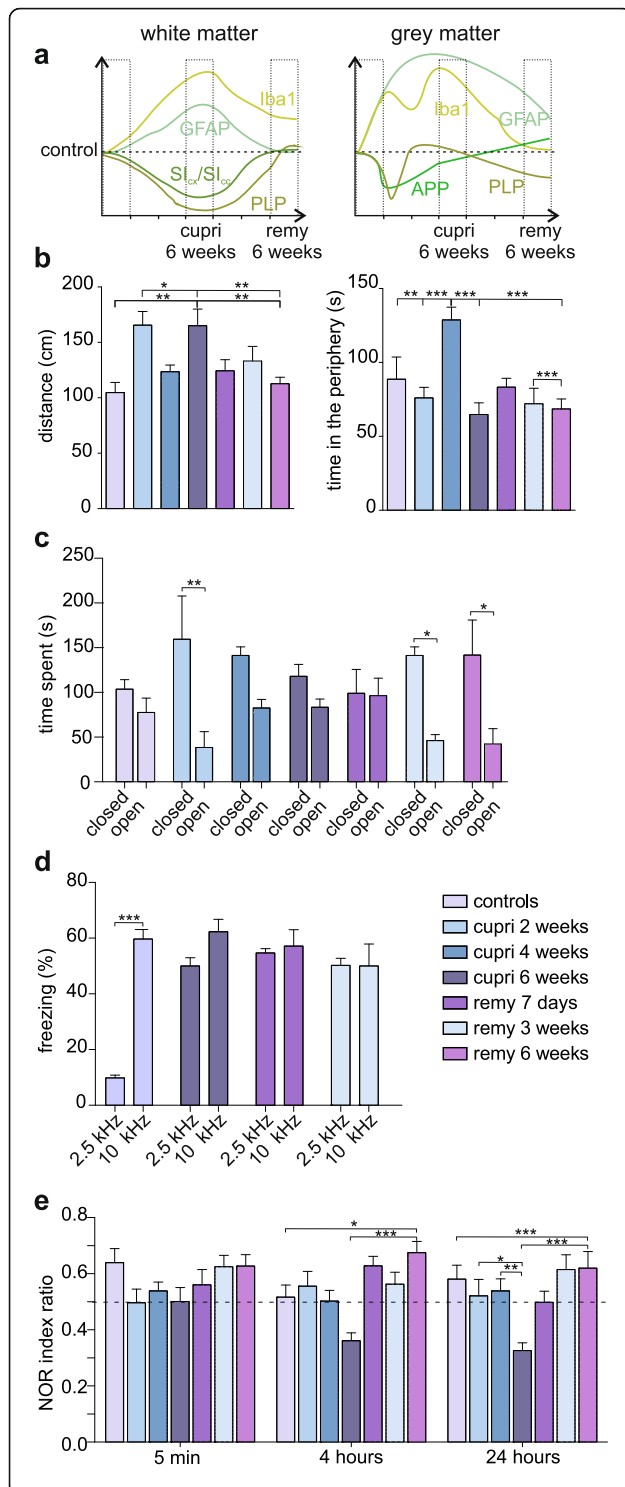 white matter
grey matter
a
Iba1
GFAP
control
SIcx/SIcc
PLP
cupri
6 weeks
remy
6 weeks
Iba1
GFAP
APP
PLP
cupri
6 weeks
remy
6 weeks
b
distance (cm)
200
150
100
50
0
* **
** **
time in the periphery (s)
150
100
50
0
** *** *** ***
***
c
time spent (s)
250
200
150
100
50
0
**
*
*
closed open closed open closed open closed open closed open closed open closed open
d
freezing (%)
80
60
40
20
0
***
2.5 kHz 10 kHz 2.5 kHz 10 kHz 2.5 kHz 10 kHz 2.5 kHz 10 kHz
controls
cupri 2 weeks
cupri 4 weeks
cupri 6 weeks
remy 7 days
remy 3 weeks
remy 6 weeks
e
NOR index ratio
0.8
0.6
0.4
0.2
0.0
*
***
***
* ***
**
5 min 4 hours 24 hours